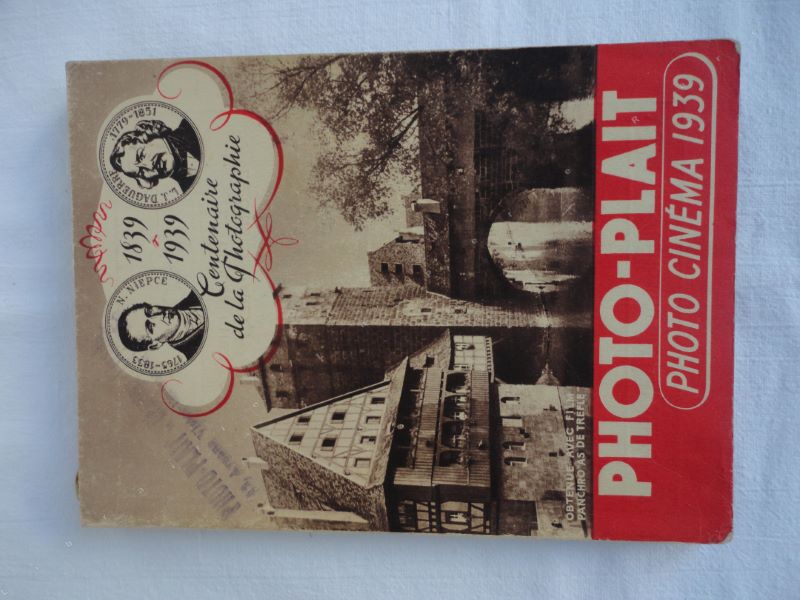 N. NIEPCE
1765-1833
1839
1939
L.J. DAGUERRE
1779-1851
Centenaire
de la Photographie
PHOTO PLAIT
OBTENUE AVEC FILM
PANCHRO AS DE TRÈFLE
PHOTO-PLAIT
PHOTO CINÉMA 1939